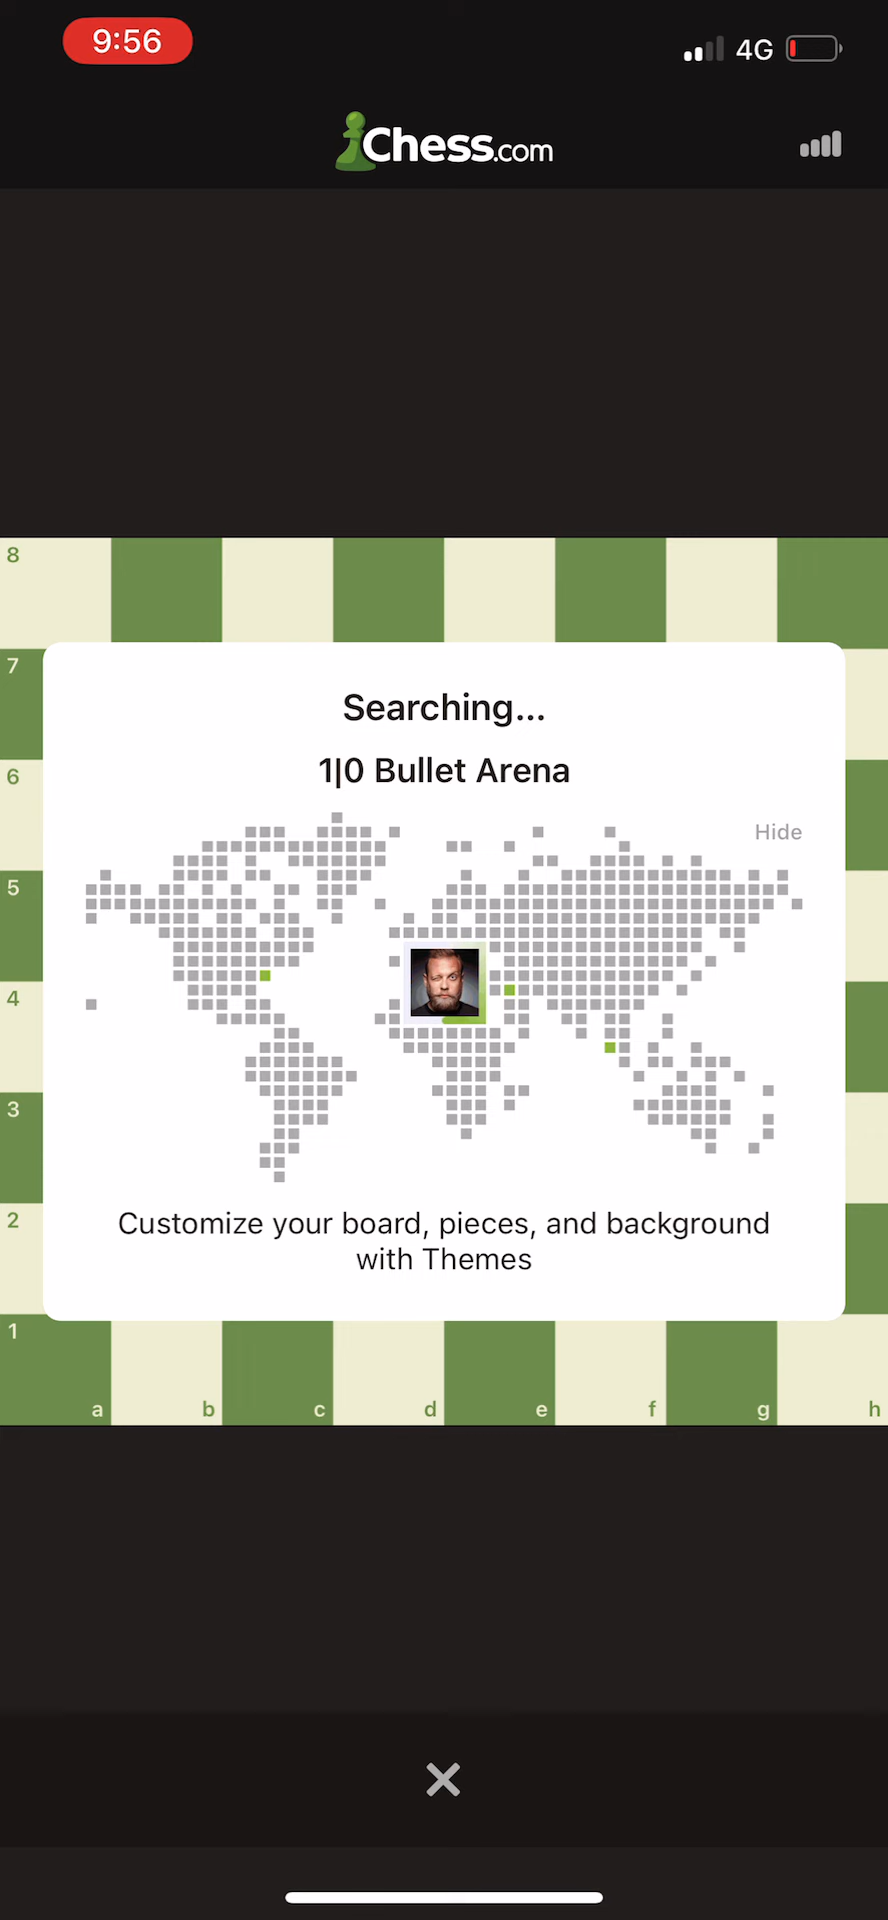 9:56
4G
Chess.com
8
7
Searching...
1|0 Bullet Arena
6
Hide
5
4
3
Customize your board, pieces, and background
with Themes
2
1
a b c d e f g h